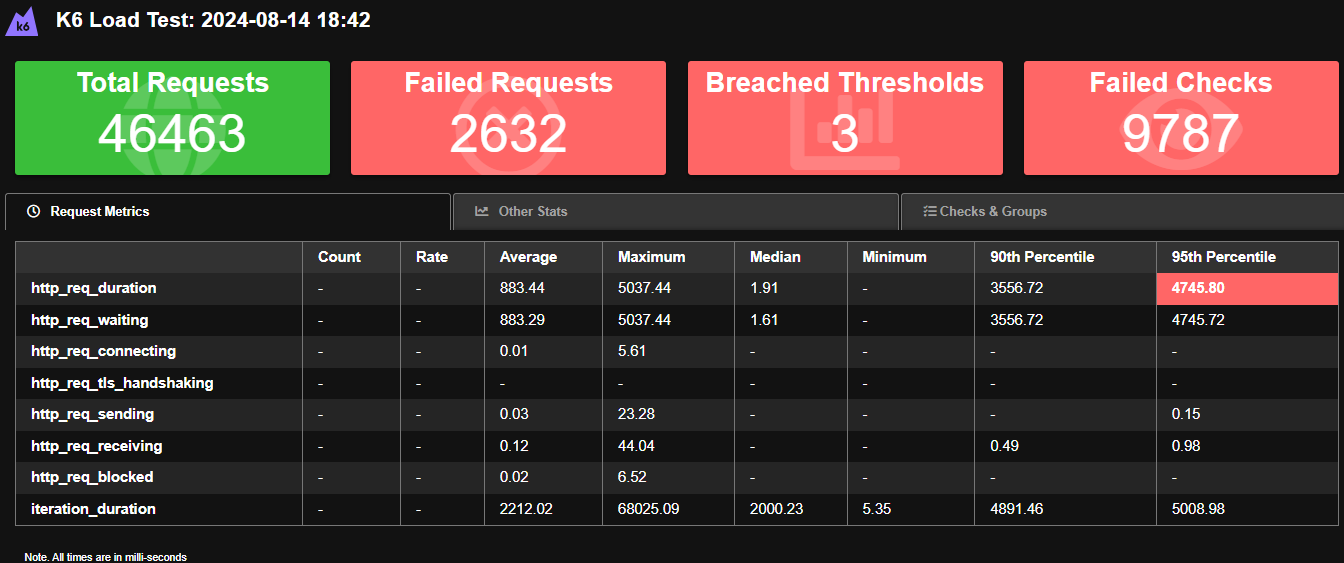 k6 K6 Load Test: 2024-08-14 18:42
Total Requests Failed Requests Breached Thresholds Failed Checks
46463 2632 3 9787
Request Metrics Other Stats Checks & Groups
Count Rate Average Maximum Median Minimum 90th Percentile 95th Percentile
http_req_duration - - 883.44 5037.44 1.91 - 3556.72 4745.80
http_req_waiting - - 883.29 5037.44 1.61 - 3556.72 4745.72
http_req_connecting - - 0.01 5.61 - - - -
http_req_tls_handshaking - - - - - - - -
http_req_sending - - 0.03 23.28 - - - 0.15
http_req_receiving - - 0.12 44.04 - - 0.49 0.98
http_req_blocked - - 0.02 6.52 - - - -
iteration_duration - - 2212.02 68025.09 2000.23 5.35 4891.46 5008.98
Note. All times are in milli-seconds